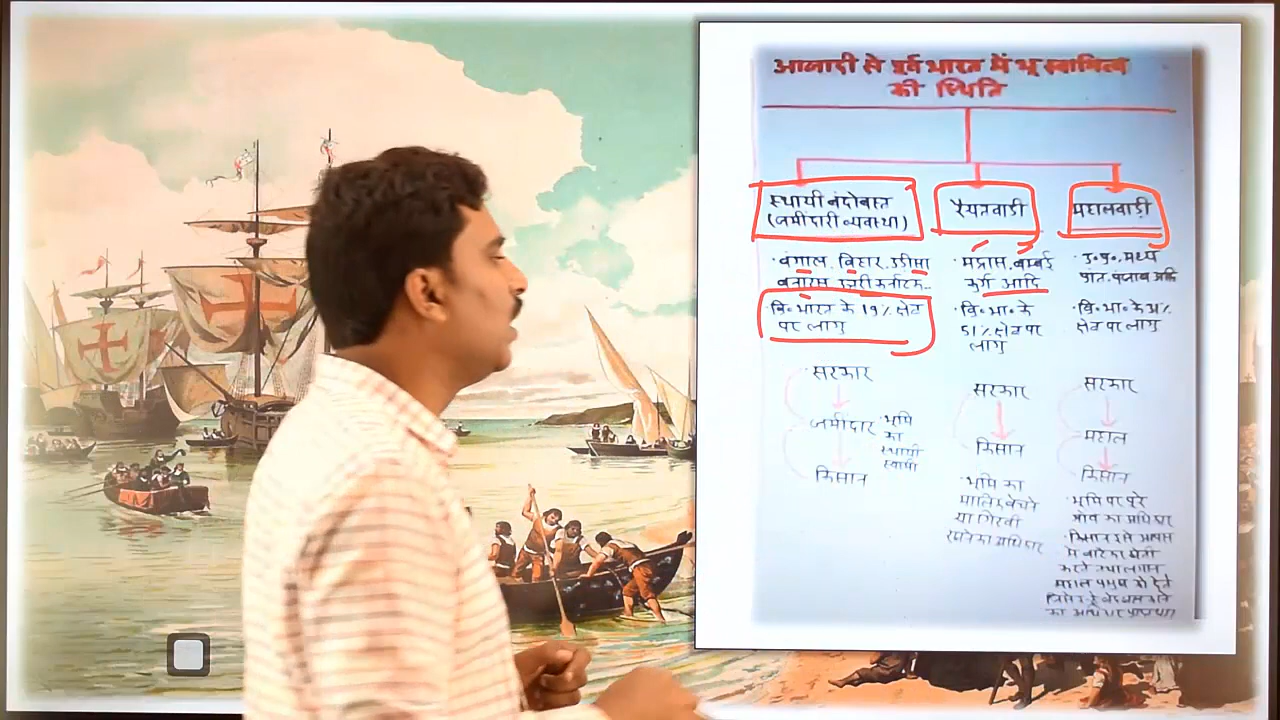 आजादी से पूर्व भारत में भू स्वामित्व
की स्थिति
स्थायी बंदोबस्त
(जमींदारी व्यवस्था)
· बंगाल, बिहार, उड़ीसा
बनारस उत्तरी कर्नाटक..
· ब्रि॰ भारत के 19% क्षेत्र
पर लागु
सरकार
जमींदार
· भूमि
का
स्थायी
स्वामी
किसान
रैयतवाडी
· मद्रास, बम्बई
कुर्ग आदि
· ब्रि॰ भा॰ के
51% क्षेत्र पर
लागु
सरकार
किसान
· भूमि का
मालिक, बेचने
या गिरवी
रखने का अधिकार
महालवाड़ी
· उ॰ प्र॰, मध्य
प्रांत, पंजाब आदि
· ब्रि॰ भा॰ के
क्षेत्र पर लागु
सरकार
महाल
किसान
· भूमि पर पूरे
गाँव का अधिकार